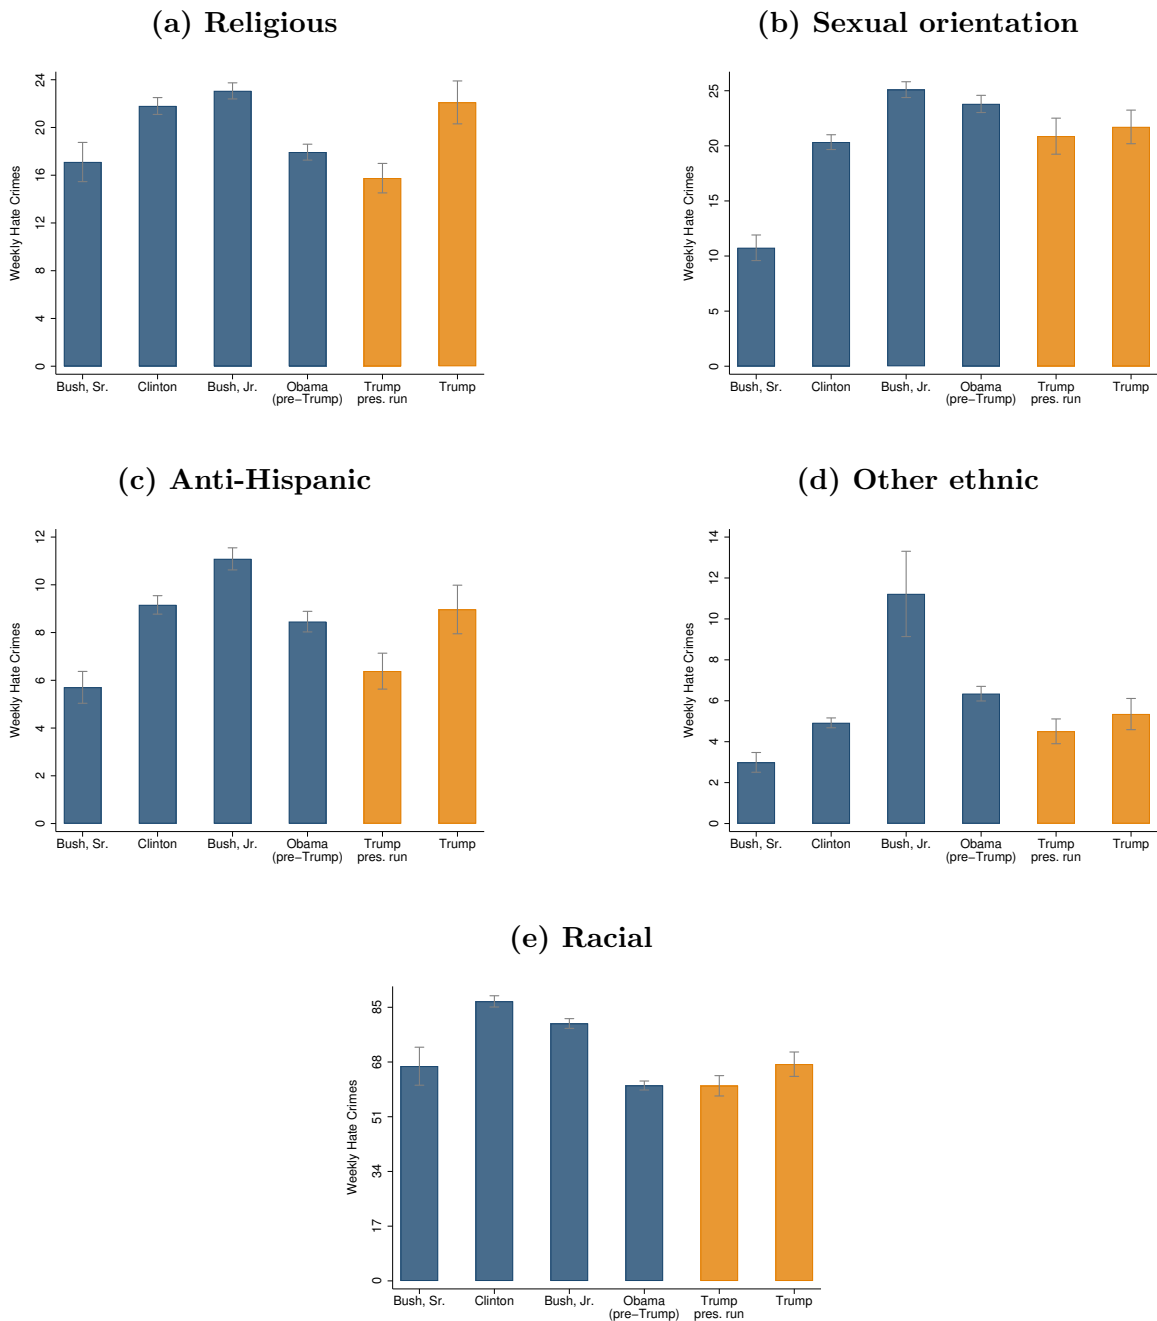 (a) Religious
Weekly Hate Crimes
24
20
16
12
8
4
0
Bush, Sr.
Clinton
Bush, Jr.
Obama
(pre−Trump)
Trump
pres. run
Trump
(b) Sexual orientation
Weekly Hate Crimes
25
20
15
10
5
0
Bush, Sr.
Clinton
Bush, Jr.
Obama
(pre−Trump)
Trump
pres. run
Trump
(c) Anti-Hispanic
Weekly Hate Crimes
12
10
8
6
4
2
0
Bush, Sr.
Clinton
Bush, Jr.
Obama
(pre−Trump)
Trump
pres. run
Trump
(d) Other ethnic
Weekly Hate Crimes
14
12
10
8
6
4
2
0
Bush, Sr.
Clinton
Bush, Jr.
Obama
(pre−Trump)
Trump
pres. run
Trump
(e) Racial
Weekly Hate Crimes
85
68
51
34
17
0
Bush, Sr.
Clinton
Bush, Jr.
Obama
(pre−Trump)
Trump
pres. run
Trump